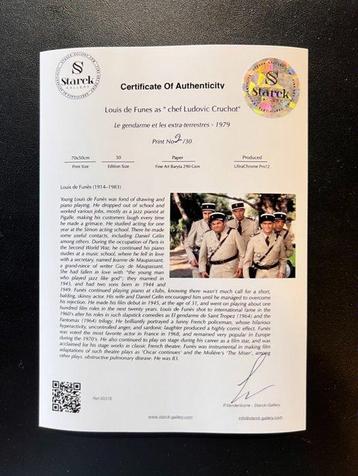 Starck
GALLERY
Starck
GALLERY
Certificate Of Authenticity
Louis de Funes as " chef Ludovic Cruchot"
Le gendarme et les extra-terrestres - 1979
Print No 2 /30
70x50cm 30 Paper Produced
Print Size Edition Size Fine Art Baryta 290 Gsm UltraChrome Pro12
Louis de Funès (1914-1983)
Young Louis de Funès was fond of drawing and
piano playing. He dropped out of school and
worked various jobs, mostly as a jazz pianist at
Pigalle, making his customers laugh every time
he made a grimace. He studied acting for one
year at the Simon acting school. There he made
some useful contacts, including Daniel Gélin
among others. During the occupation of Paris in
the Second World War, he continued his piano
studies at a music school, where he fell in love
with a secretary, named Jeanne de Maupassant,
a grand-niece of writer Guy de Maupassant.
She had fallen in love with "the young man
who played jazz like god"; they married in
1943, and had two sons born in 1944 and
1949. Funès continued playing piano at clubs, knowing there wasn't much call for a short,
balding, skinny actor. His wife and Daniel Gélin encouraged him until he managed to overcome
his rejection. He made his film debut in 1945, at the age of 31, and went on playing about one
hundred film roles in the next twenty years. Louis de Funès shot to international fame in the
1960s after his roles in such slapstick comedies as El gendarme de Saint Tropez (1964) and the
Fantomas (1964) trilogy. He brilliantly portrayed a funny French policeman, whose hilarious
hyperactivity, uncontrolled anger, and sardonic laughter produced a highly comic effect. Funès
was voted the most favorite actor in France in 1968, and remained very popular in Europe
during the 1970's. He also continued to play on stage during his career as a film star, and was
acclaimed for his stage works in classic French theatre. Funès was instrumental in making film
adaptations of such theatre plays as 'Oscar continues' and the Molière's 'The Miser', among
other plays. obstructive pulmonary disease. He was 83.
P.Vanderloore - Starck-Gallery
www.starck-gallery.com
info@starck-gallery.com